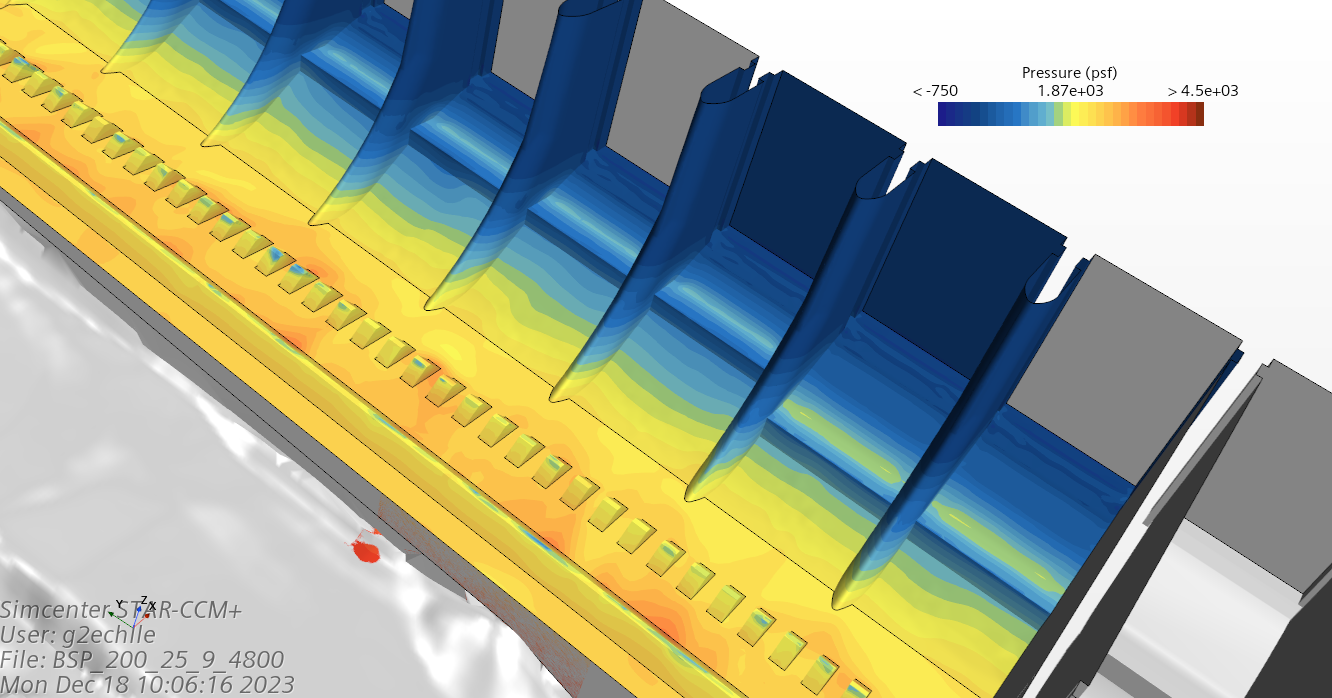 Pressure (psf)
< -750 1.87e+03 > 4.5e+03
Simcenter STAR-CCM+
User: g2echlle
File: BSP_200_25_9_4800
Mon Dec 18 10:06:16 2023
Y Z X